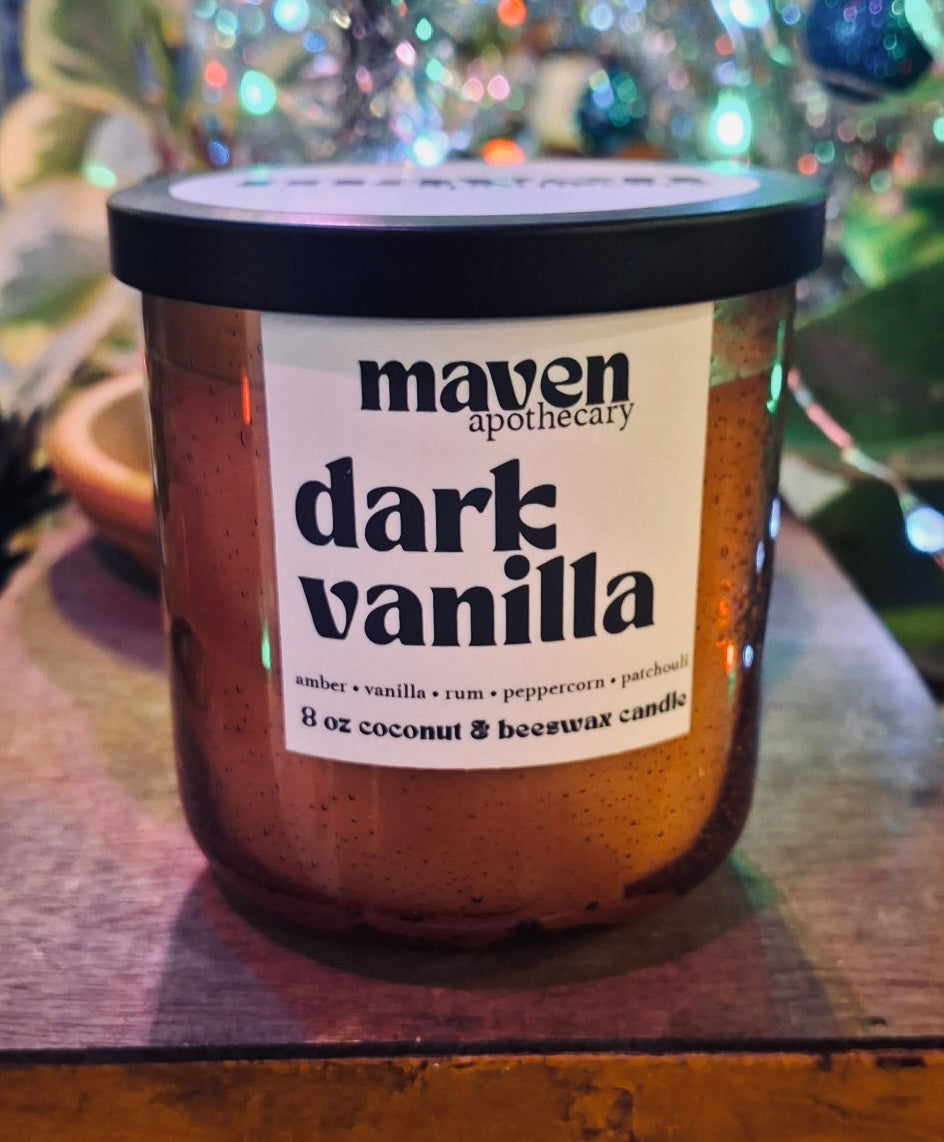 maven
apothecary
dark
vanilla
amber • vanilla • rum • peppercorn • patchouli
8 oz coconut & beeswax candle